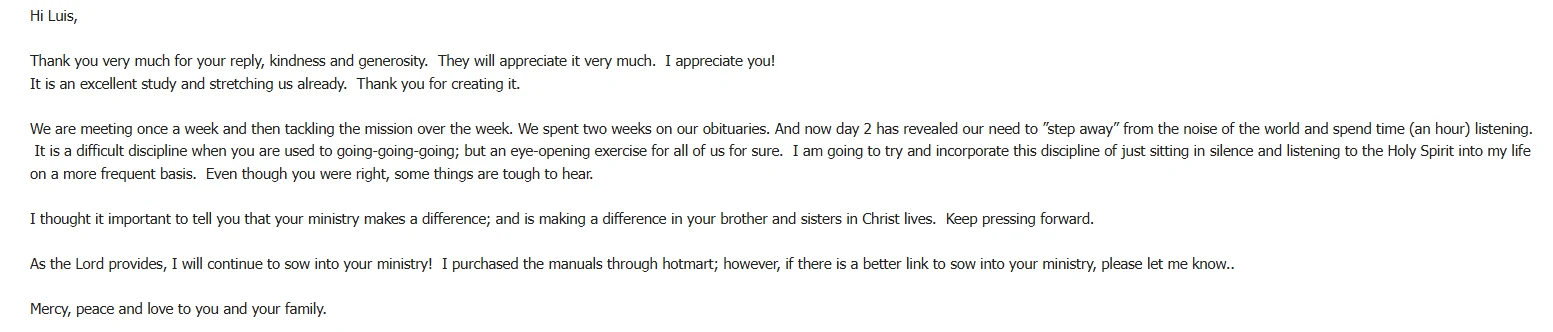 Hi Luis,
Thank you very much for your reply, kindness and generosity.  They will appreciate it very much.  I appreciate you!
It is an excellent study and stretching us already.  Thank you for creating it.
We are meeting once a week and then tackling the mission over the week. We spent two weeks on our obituaries. And now day 2 has revealed our need to ”step away” from the noise of the world and spend time (an hour) listening.
It is a difficult discipline when you are used to going-going-going; but an eye-opening exercise for all of us for sure.  I am going to try and incorporate this discipline of just sitting in silence and listening to the Holy Spirit into my life
on a more frequent basis.  Even though you were right, some things are tough to hear.
I thought it important to tell you that your ministry makes a difference; and is making a difference in your brother and sisters in Christ lives.  Keep pressing forward.
As the Lord provides, I will continue to sow into your ministry!  I purchased the manuals through hotmart; however, if there is a better link to sow into your ministry, please let me know..
Mercy, peace and love to you and your family.